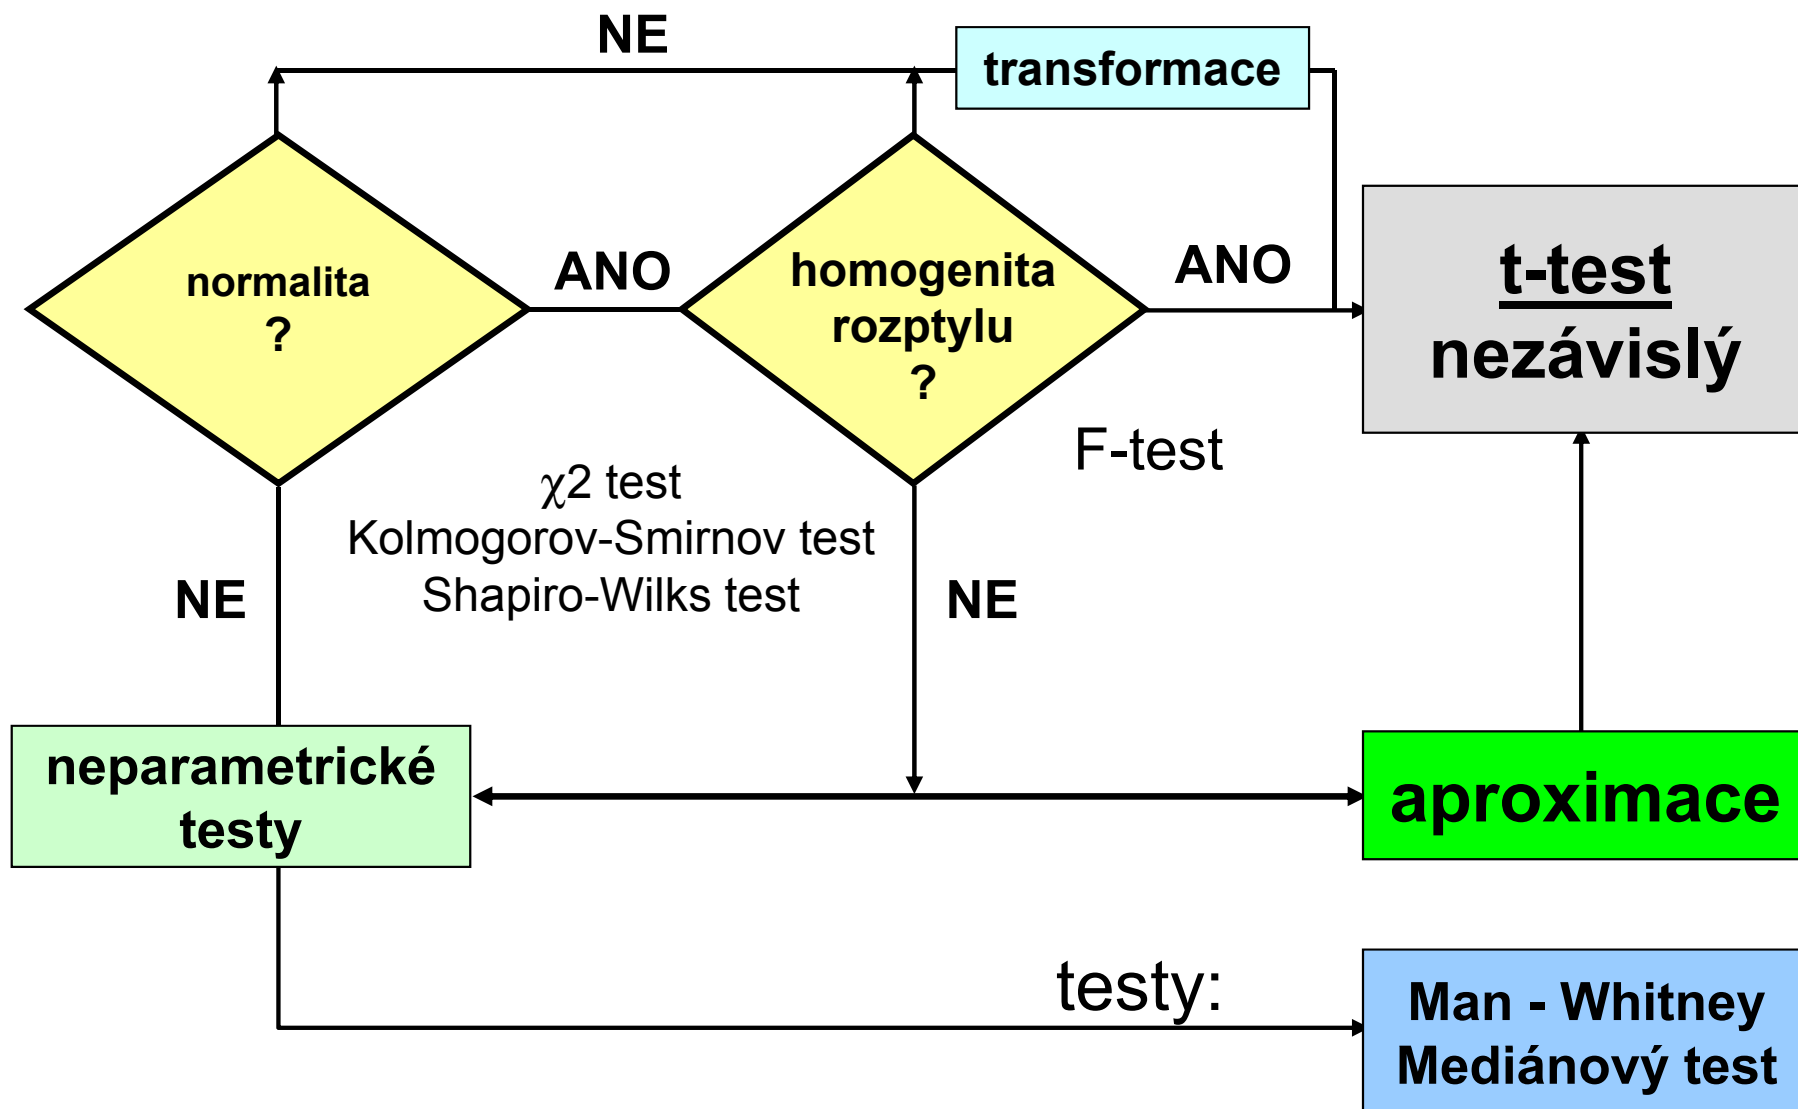 NE
transformace
normalita
?
ANO
homogenita
rozptylu
?
ANO
t-test
nezávislý
F-test
χ2 test
Kolmogorov-Smirnov test
Shapiro-Wilks test
NE
NE
neparametrické
testy
aproximace
testy:
Man - Whitney
Mediánový test